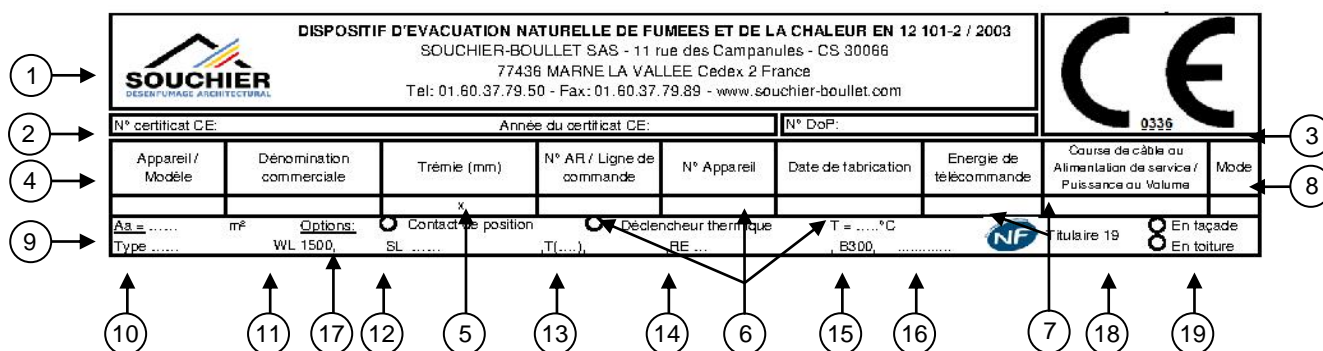 DISPOSITIF D'EVACUATION NATURELLE DE FUMEES ET DE LA CHALEUR EN 12 101-2 / 2003
SOUCHIER-BOULLET SAS - 11 rue des Campanules - CS 30066
77436 MARNE LA VALLEE Cedex 2 France
Tel: 01.60.37.79.50 - Fax: 01.60.37.79.89 - www.souchier-boullet.com
SOUCHIER
DESENFUMAGE ARCHITECTURAL
CE
0336
1
N° certificat CE: Année du certificat CE: N° DoP:
2
3
Appareil / Modèle
Dénomination commerciale
Trémie (mm)
N° AR / Ligne de commande
N° Appareil
Date de fabrication
Energie de télécommande
Course de câble ou Alimentation de service / Puissance ou Volume
Mode
4
8
x
Aa = ...... m² Options: Contact de position Déclencheur thermique T = .....°C
NF
Titulaire 19
En façade
En toiture
9
Type ...... WL 1500, SL ...... ,T(....), ,RE ... , B300, .............
10 11 17 12 5 13 14 6 15 16 7 18 19